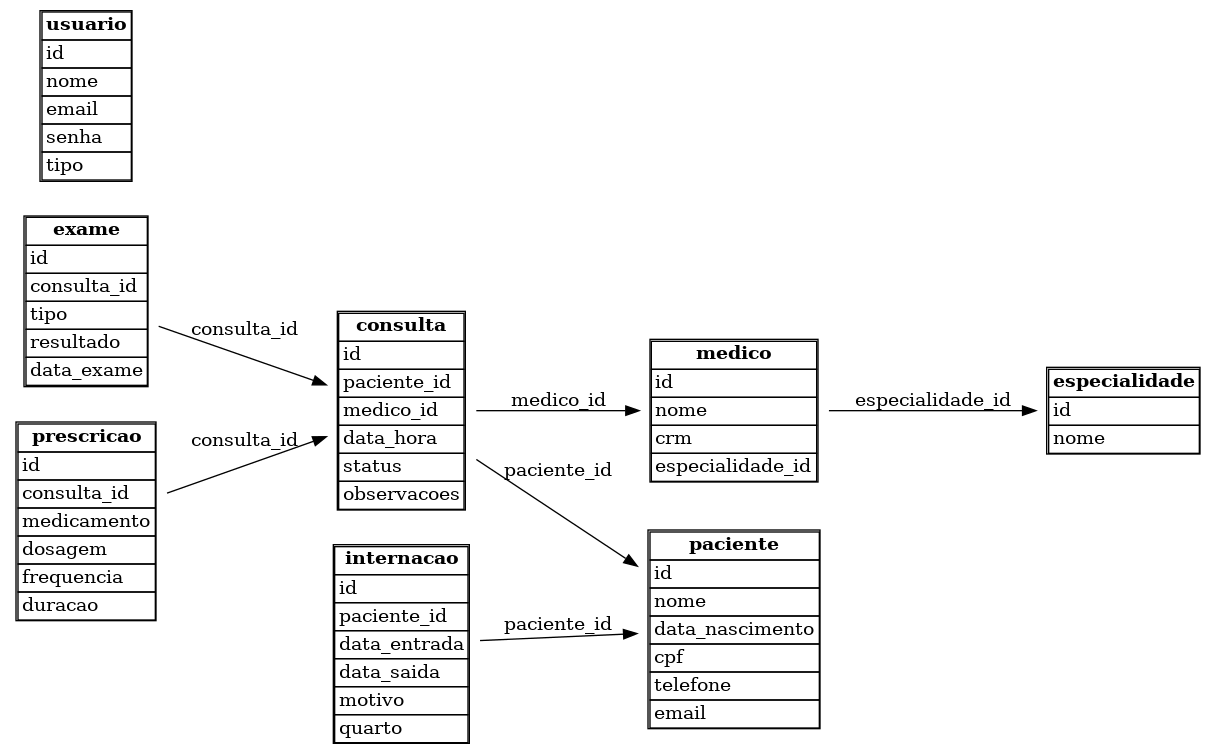 usuario
id
nome
email
senha
tipo
exame
id
consulta_id
tipo
resultado
data_exame
prescricao
id
consulta_id
medicamento
dosagem
frequencia
duracao
consulta_id
consulta_id
consulta
id
paciente_id
medico_id
data_hora
status
observacoes
internacao
id
paciente_id
data_entrada
data_saida
motivo
quarto
medico_id
paciente_id
paciente_id
medico
id
nome
crm
especialidade_id
paciente
id
nome
data_nascimento
cpf
telefone
email
especialidade_id
especialidade
id
nome